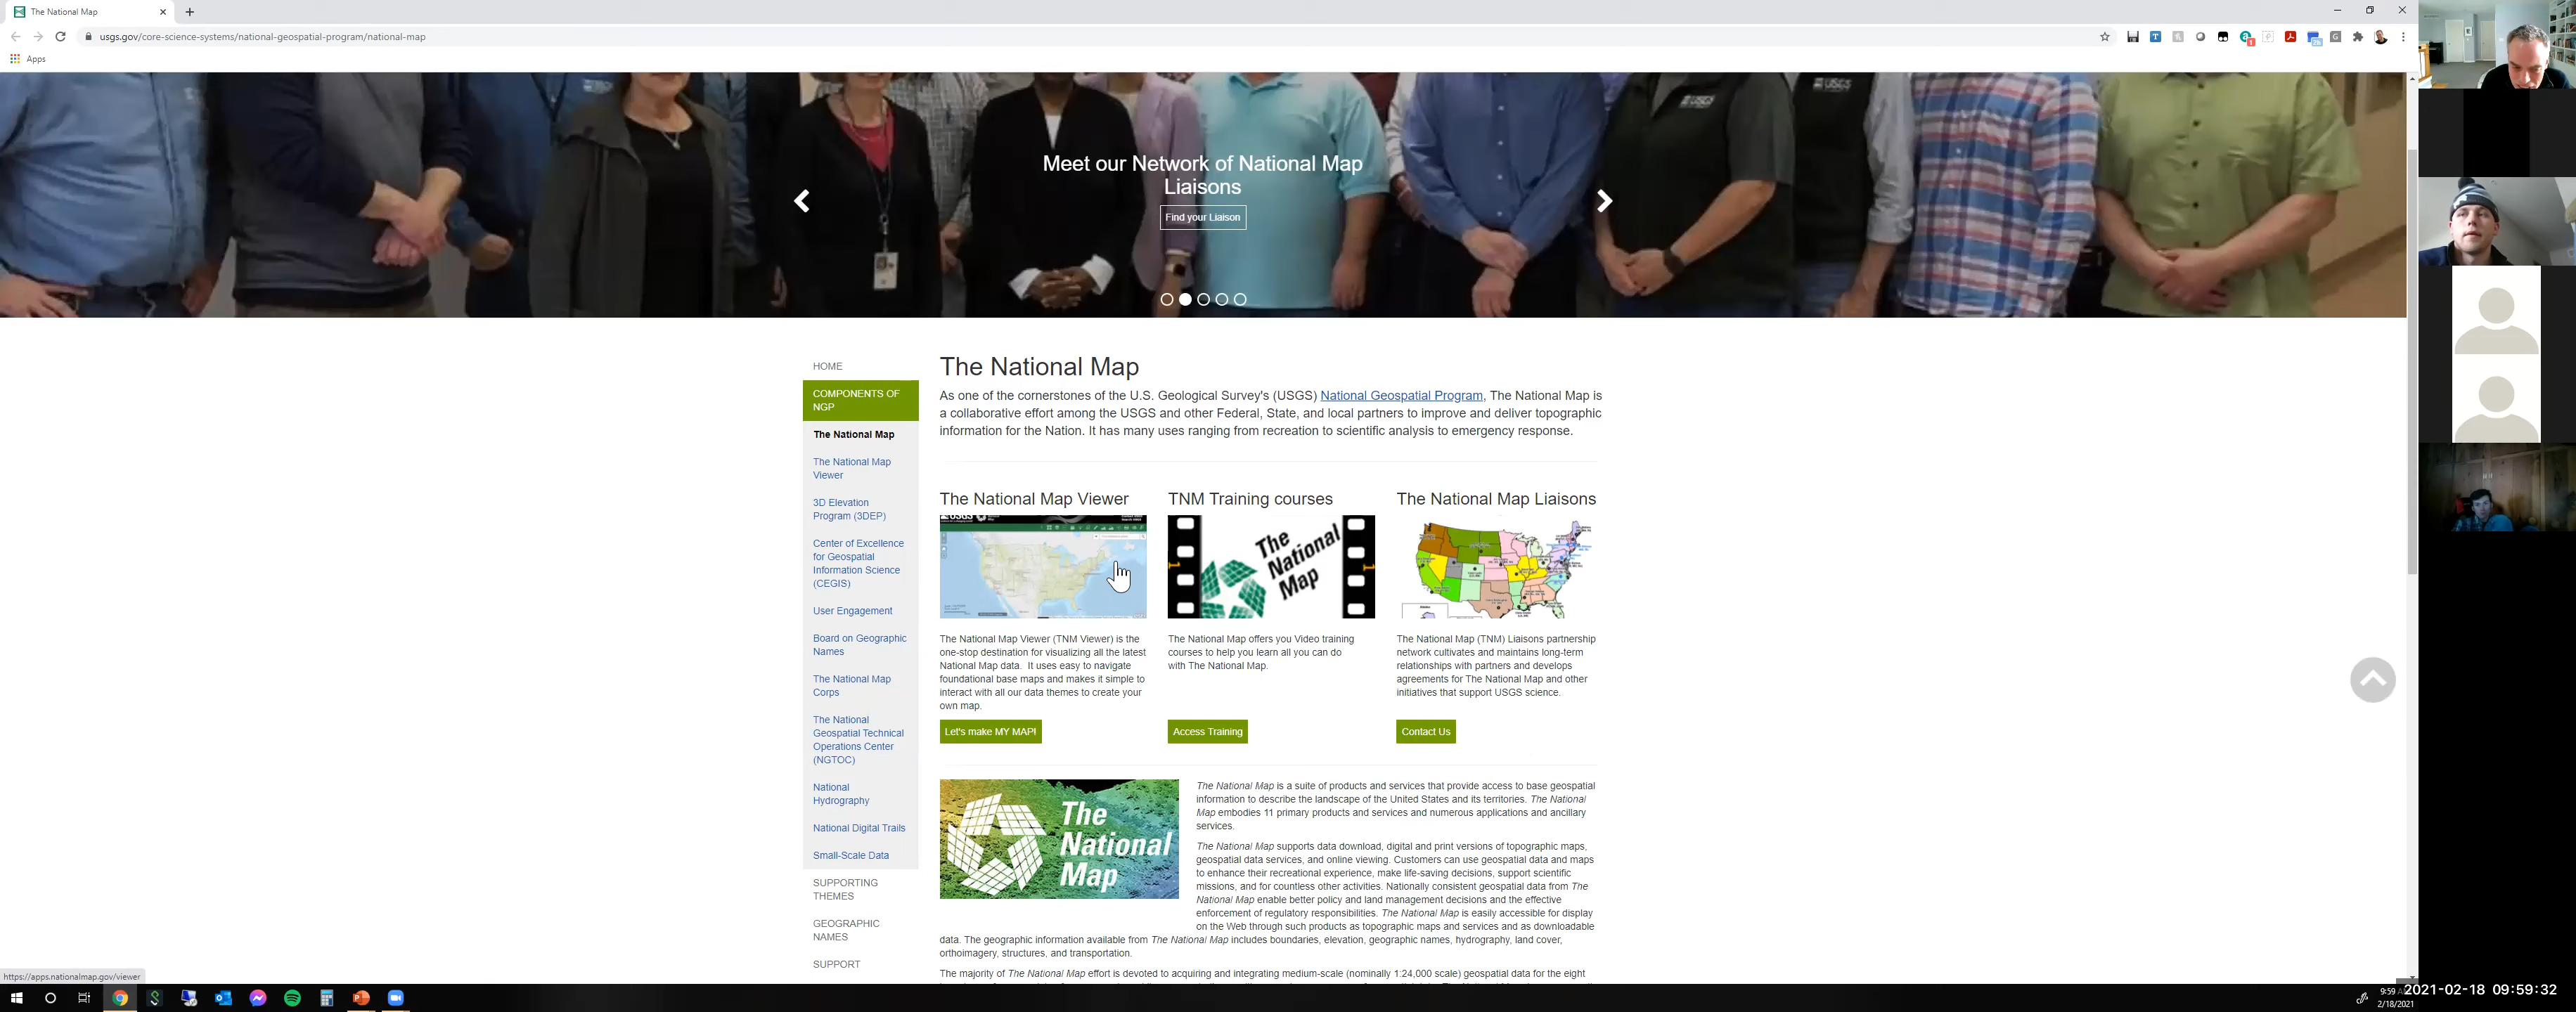 The National Map
usgs.gov/core-science-systems/national-geospatial-program/national-map
Apps
USGS
USGS
Meet our Network of National Map
Liaisons
Find your Liaison
HOME
COMPONENTS OF
NGP
The National Map
The National Map
Viewer
3D Elevation
Program (3DEP)
Center of Excellence
for Geospatial
Information Science
(CEGIS)
User Engagement
Board on Geographic
Names
The National Map
Corps
The National
Geospatial Technical
Operations Center
(NGTOC)
National
Hydrography
National Digital Trails
Small-Scale Data
SUPPORTING
THEMES
GEOGRAPHIC
NAMES
SUPPORT
The National Map
As one of the cornerstones of the U.S. Geological Survey's (USGS) National Geospatial Program, The National Map is
a collaborative effort among the USGS and other Federal, State, and local partners to improve and deliver topographic
information for the Nation. It has many uses ranging from recreation to scientific analysis to emergency response.
The National Map Viewer
The National Map Viewer (TNM Viewer) is the
one-stop destination for visualizing all the latest
National Map data. It uses easy to navigate
foundational base maps and makes it simple to
interact with all our data themes to create your
own map.
Let's make MY MAP!
TNM Training courses
The
National
Map
The National Map offers you Video training
courses to help you learn all you can do
with The National Map.
Access Training
The National Map Liaisons
The National Map (TNM) Liaisons partnership
network cultivates and maintains long-term
relationships with partners and develops
agreements for The National Map and other
initiatives that support USGS science.
Contact Us
The
National
Map
The National Map is a suite of products and services that provide access to base geospatial
information to describe the landscape of the United States and its territories. The National
Map embodies 11 primary products and services and numerous applications and ancillary
services.
The National Map supports data download, digital and print versions of topographic maps,
geospatial data services, and online viewing. Customers can use geospatial data and maps
to enhance their recreational experience, make life-saving decisions, support scientific
missions, and for countless other activities. Nationally consistent geospatial data from The
National Map enable better policy and land management decisions and the effective
enforcement of regulatory responsibilities. The National Map is easily accessible for display
on the Web through such products as topographic maps and services and as downloadable
data. The geographic information available from The National Map includes boundaries, elevation, geographic names, hydrography, land cover,
orthoimagery, structures, and transportation.
The majority of The National Map effort is devoted to acquiring and integrating medium-scale (nominally 1:24,000 scale) geospatial data for the eight
https://apps.nationalmap.gov/viewer
9:59
2/18/2021
2021-02-18 09:59:32